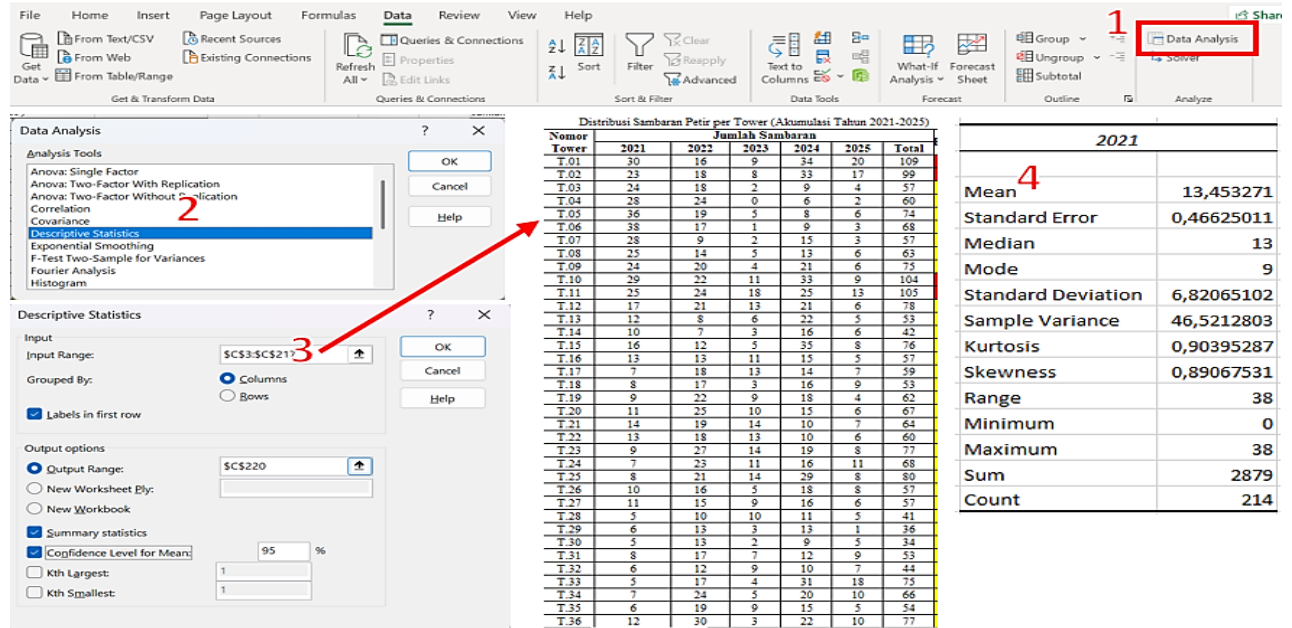 File Home Insert Page Layout Formulas Data Review View Help
1
Get Data
From Text/CSV
From Web
From Table/Range
Recent Sources
Existing Connections
Get & Transform Data
Refresh All
Queries & Connections
Properties
Edit Links
Queries & Connections
Sort
Filter
Clear
Reapply
Advanced
Sort & Filter
Text to Columns
Data Tools
What-If Analysis
Forecast Sheet
Forecast
Group
Ungroup
Subtotal
Outline
Data Analysis
Solver
Analyze
Data Analysis ? ×
Analysis Tools
Anova: Single Factor
Anova: Two-Factor With Replication
Anova: Two-Factor Without Replication
Correlation
Covariance
Descriptive Statistics
Exponential Smoothing
F-Test Two-Sample for Variances
Fourier Analysis
Histogram
OK
Cancel
Help
2
Descriptive Statistics ? ×
Input
Input Range: $C$3:$C$217
3
Grouped By: Columns
Rows
Labels in first row
OK
Cancel
Help
Output options
Output Range: $C$220
New Worksheet Ply:
New Workbook
Summary statistics
Confidence Level for Mean: 95 %
Kth Largest: 1
Kth Smallest: 1
Distribusi Sambaran Petir per Tower (Akumulasi Tahun 2021-2025)
Nomor Tower Jumlah Sambaran
2021 2022 2023 2024 2025 Total
T.01 30 16 9 34 20 109
T.02 23 18 8 33 17 99
T.03 24 18 2 9 4 57
T.04 28 24 0 6 2 60
T.05 36 19 5 8 6 74
T.06 38 17 1 9 3 68
T.07 28 9 2 15 3 57
T.08 25 14 5 13 6 63
T.09 24 20 4 21 6 75
T.10 29 22 11 33 9 104
T.11 25 24 18 25 13 105
T.12 17 21 13 21 6 78
T.13 12 8 6 22 5 53
T.14 10 7 3 16 6 42
T.15 16 12 5 35 8 76
T.16 13 13 11 15 5 57
T.17 7 18 13 14 7 59
T.18 8 17 3 16 9 53
T.19 9 22 9 18 4 62
T.20 11 25 10 15 6 67
T.21 14 19 14 10 7 64
T.22 13 18 13 10 6 60
T.23 9 27 14 19 8 77
T.24 7 23 11 16 11 68
T.25 8 21 14 29 8 80
T.26 10 16 5 18 8 57
T.27 11 15 9 16 6 57
T.28 5 10 10 11 5 41
T.29 6 13 3 13 1 36
T.30 5 13 2 9 5 34
T.31 8 17 7 12 9 53
T.32 6 12 9 10 7 44
T.33 5 17 4 31 18 75
T.34 7 24 5 20 10 66
T.35 6 19 9 15 5 54
T.36 12 30 3 22 10 77
2021
4
Mean 13,453271
Standard Error 0,46625011
Median 13
Mode 9
Standard Deviation 6,82065102
Sample Variance 46,5212803
Kurtosis 0,90395287
Skewness 0,89067531
Range 38
Minimum 0
Maximum 38
Sum 2879
Count 214